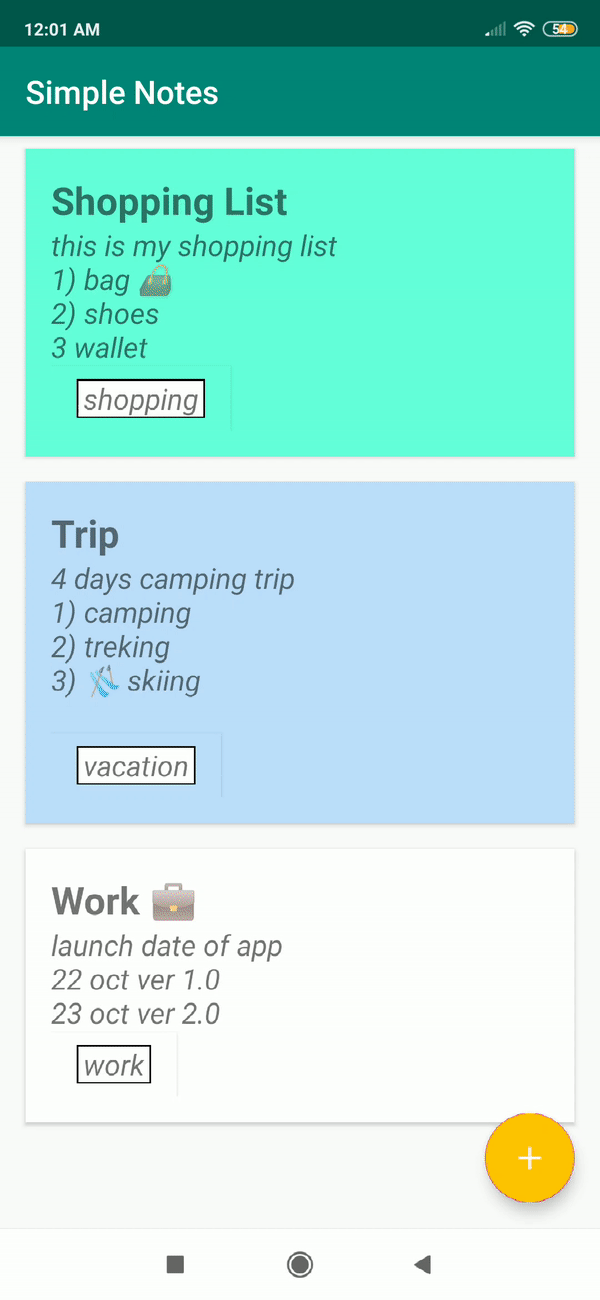 12:01 AM
54
Simple Notes
Shopping List
this is my shopping list
1) bag 👜
2) shoes
3 wallet
shopping
Trip
4 days camping trip
1) camping
2) treking
3) 🎿 skiing
vacation
Work 💼
launch date of app
22 oct ver 1.0
23 oct ver 2.0
work
+